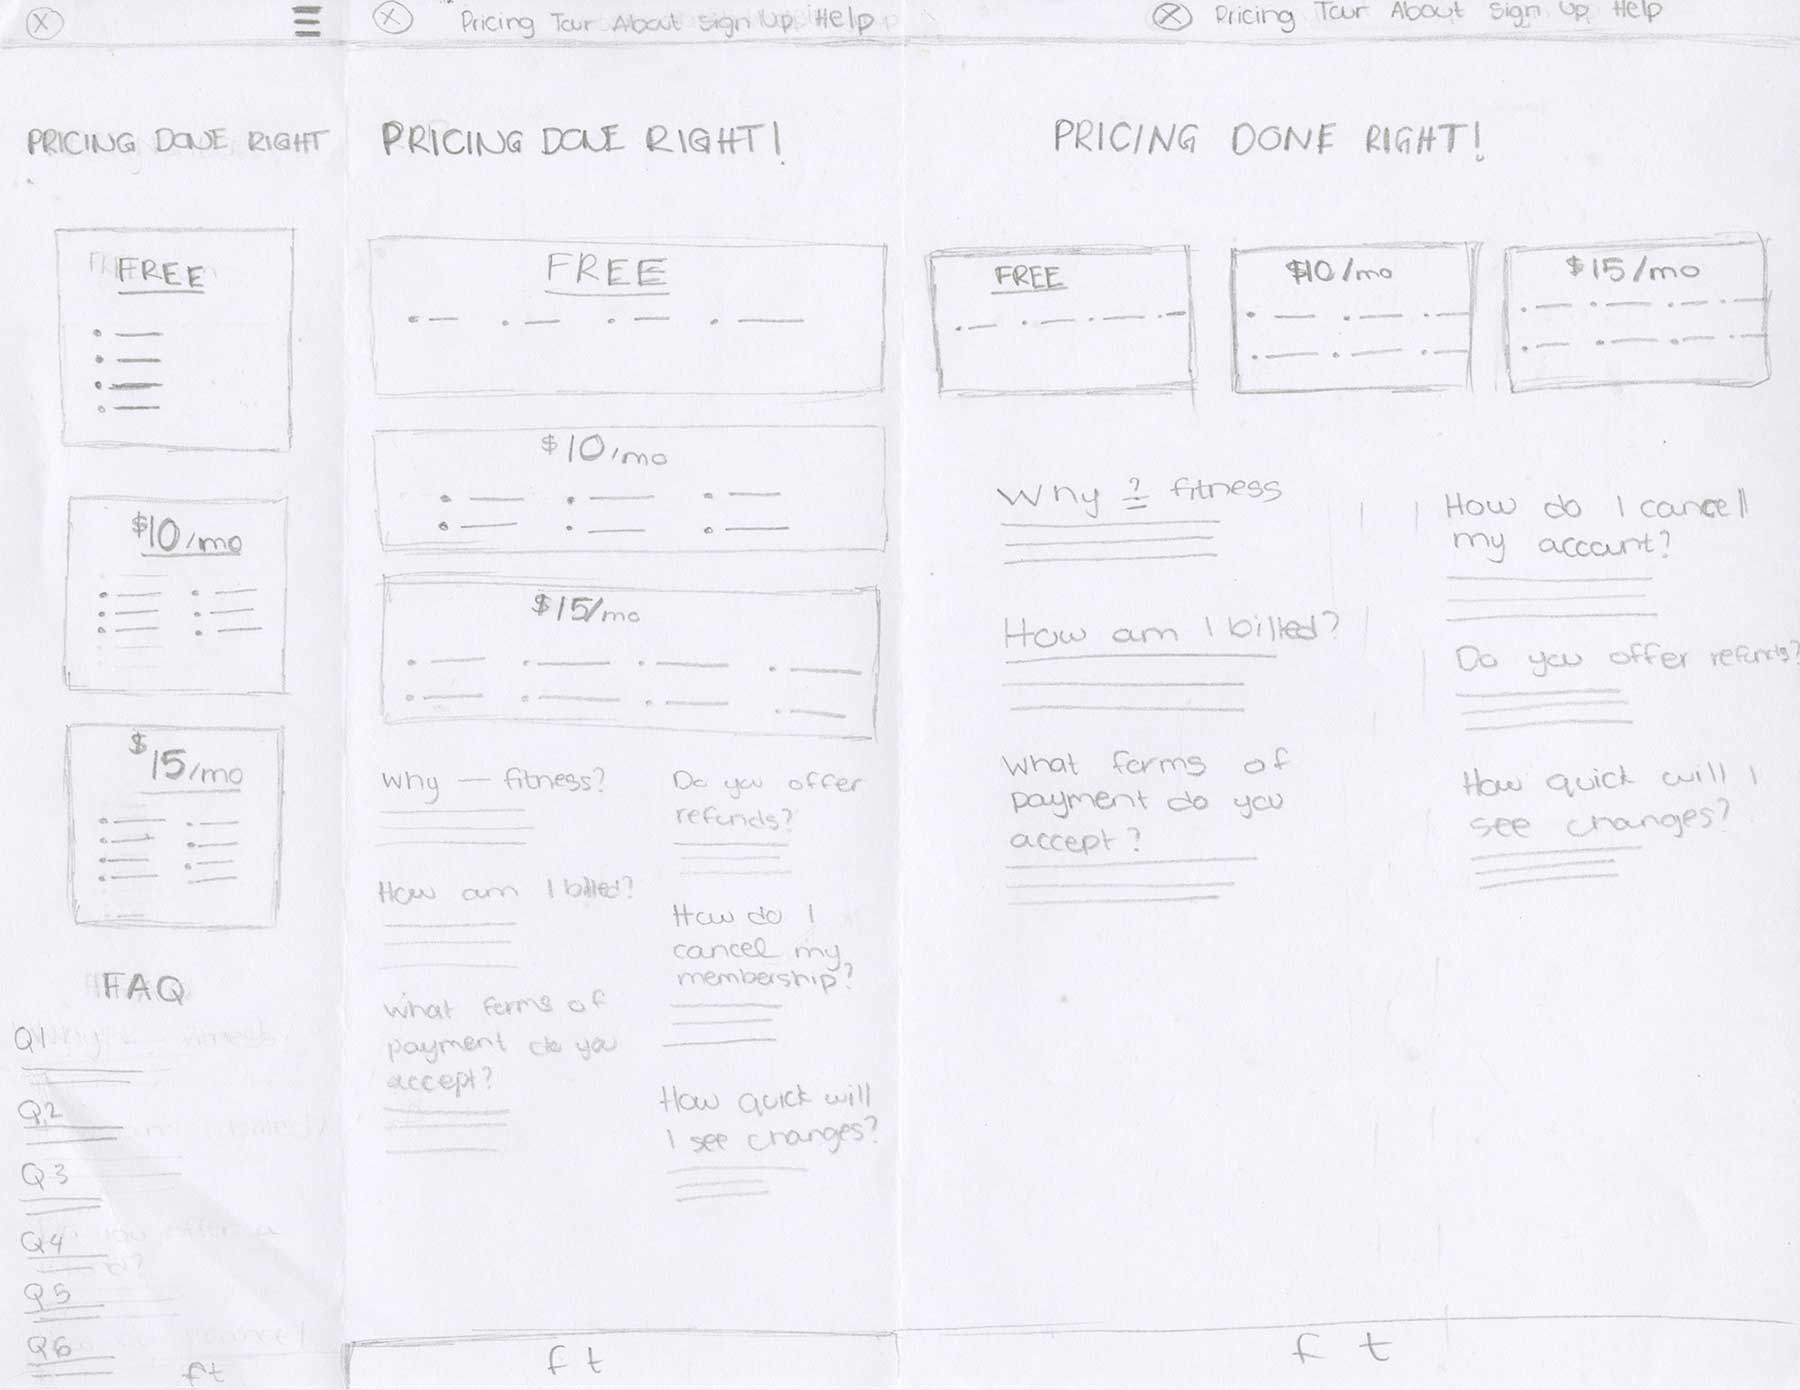 X
PRICING DONE RIGHT
FREE
$10/mo
$15/mo
FAQ
Q1
Q2
Q3
Q4
Q5
Q6
f t
X Pricing Tour About Sign Up Help
PRICING DONE RIGHT!
FREE
$10/mo
$15/mo
Why — fitness?
How am I billed?
What forms of
payment do you
accept?
Do you offer
refunds?
How do I
cancel my
membership?
How quick will
I see changes?
f t
X Pricing Tour About Sign Up Help
PRICING DONE RIGHT!
FREE
$10/mo
$15/mo
Why ? fitness
How am I billed?
What forms of
payment do you
accept?
How do I cancell
my account?
Do you offer refunds?
How quick will I
see changes?
f t